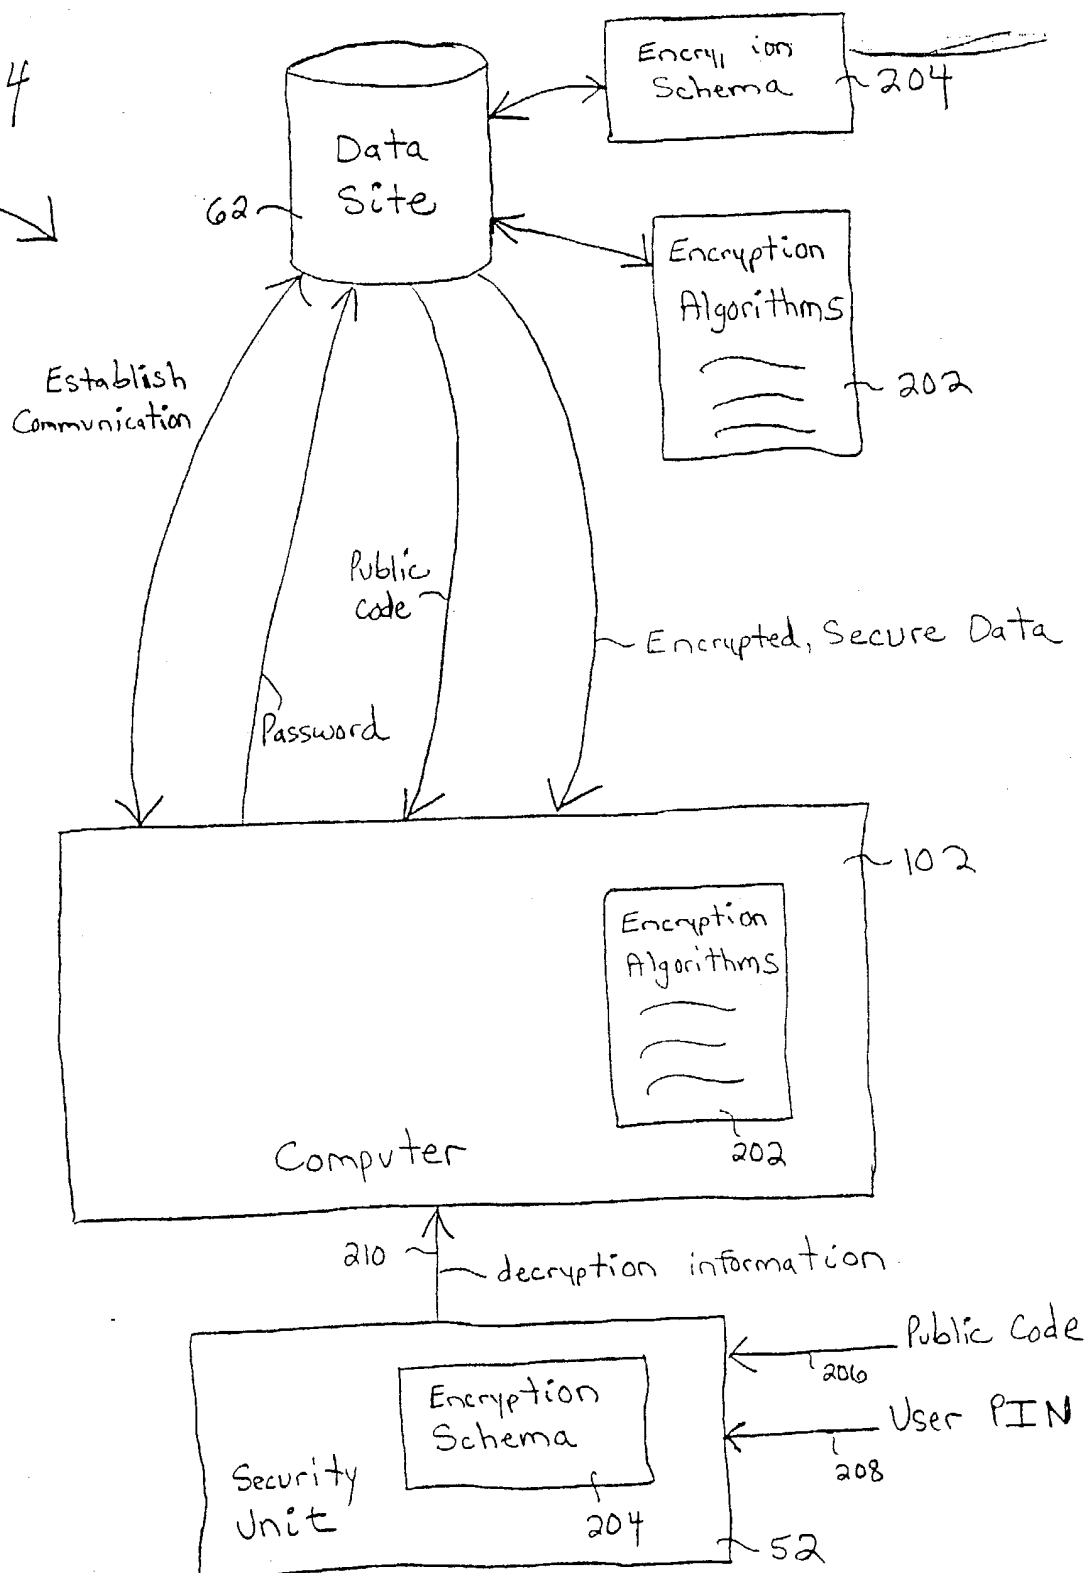 4
Encry ion
Schema
204
Data
Site
62
Encryption
Algorithms
202
Establish
Communication
Public
code
Encrypted, Secure Data
Password
102
Encryption
Algorithms
202
Computer
210
decryption information
Public Code
206
User PIN
208
Encryption
Schema
204
Security
Unit
52